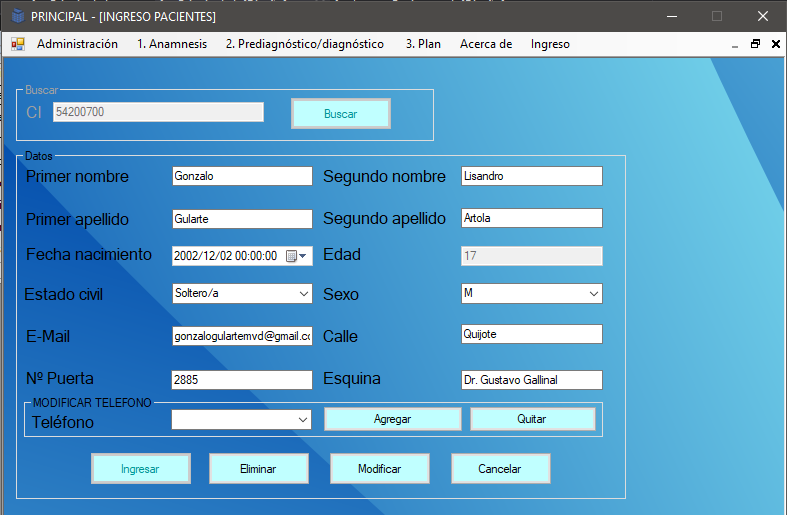 PRINCIPAL - [INGRESO PACIENTES]
Administración 1. Anamnesis 2. Prediagnóstico/diagnóstico 3. Plan Acerca de Ingreso
Buscar
CI 54200700 Buscar
Datos
Primer nombre Gonzalo Segundo nombre Lisandro
Primer apellido Gularte Segundo apellido Artola
Fecha nacimiento 2002/12/02 00:00:00 Edad 17
Estado civil Soltero/a Sexo M
E-Mail gonzalogulartemvd@gmail.co Calle Quijote
Nº Puerta 2885 Esquina Dr. Gustavo Gallinal
MODIFICAR TELEFONO
Teléfono Agregar Quitar
Ingresar Eliminar Modificar Cancelar